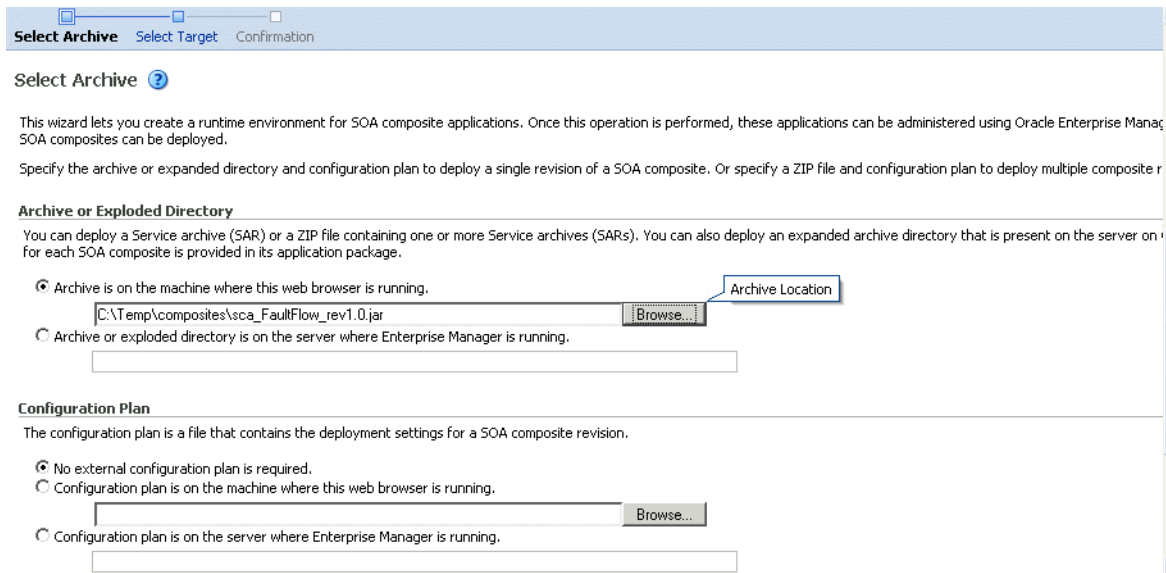 Select Archive Select Target Confirmation
Select Archive ?
This wizard lets you create a runtime environment for SOA composite applications. Once this operation is performed, these applications can be administered using Oracle Enterprise Manag
SOA composites can be deployed.
Specify the archive or expanded directory and configuration plan to deploy a single revision of a SOA composite. Or specify a ZIP file and configuration plan to deploy multiple composite r
Archive or Exploded Directory
You can deploy a Service archive (SAR) or a ZIP file containing one or more Service archives (SARs). You can also deploy an expanded archive directory that is present on the server on
for each SOA composite is provided in its application package.
Archive is on the machine where this web browser is running.
Archive Location
C:\Temp\composites\sca_FaultFlow_rev1.0.jar Browse...
Archive or exploded directory is on the server where Enterprise Manager is running.
Configuration Plan
The configuration plan is a file that contains the deployment settings for a SOA composite revision.
No external configuration plan is required.
Configuration plan is on the machine where this web browser is running.
Browse...
Configuration plan is on the server where Enterprise Manager is running.